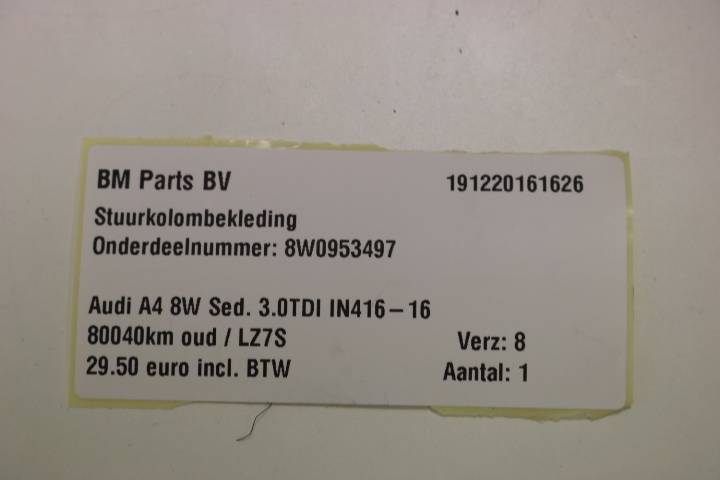 BM Parts BV 191220161626
Stuurkolombekleding
Onderdeelnummer: 8W0953497
Audi A4 8W Sed. 3.0TDI IN416-16
80040km oud / LZ7S Verz: 8
29.50 euro incl. BTW Aantal: 1